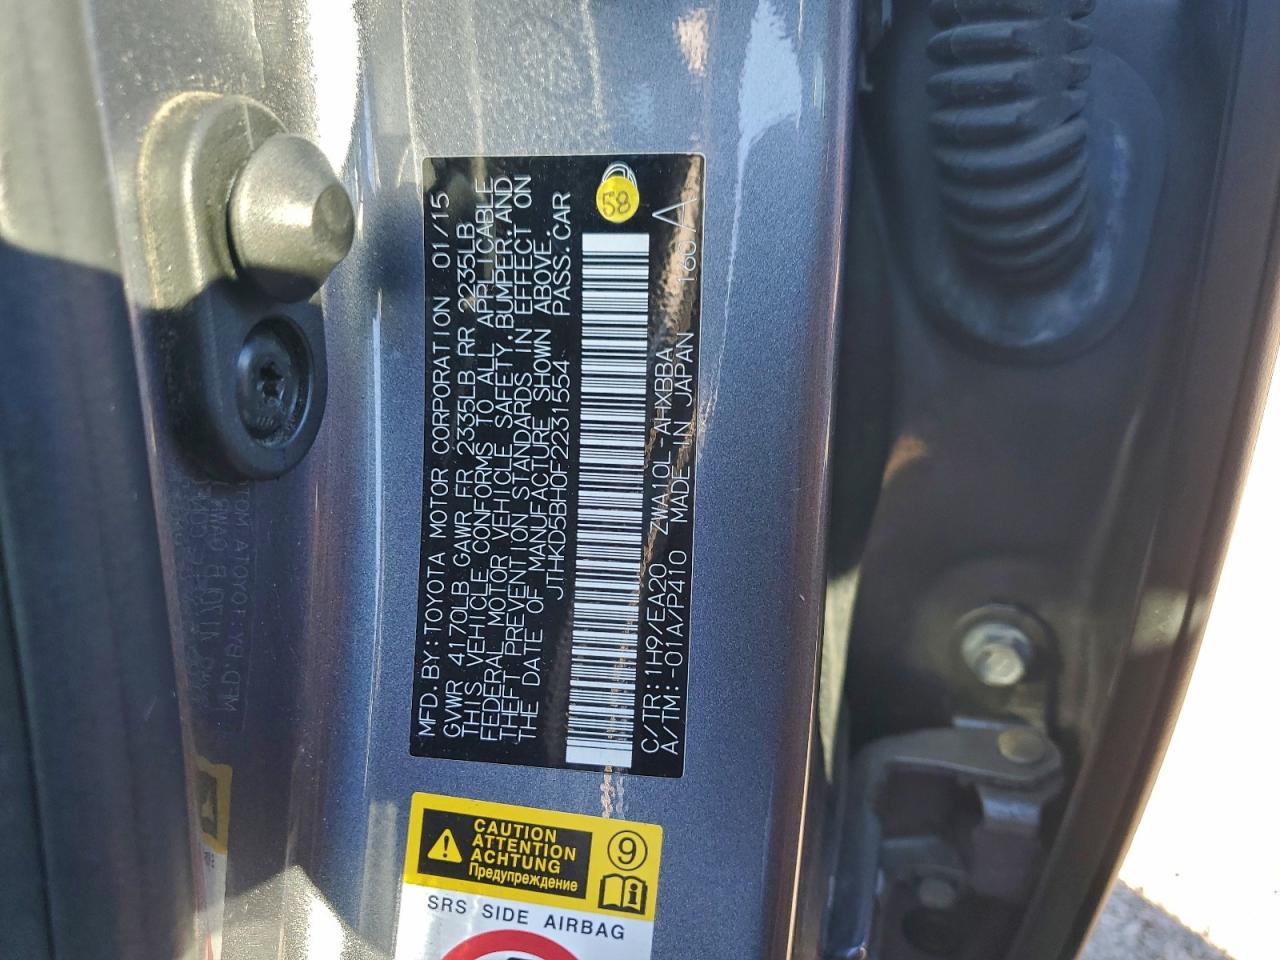 MFD. BY: TOYOTA MOTOR CORPORATION 01/15
GVWR 4170LB GAWR FR 2335LB RR 2235LB
THIS VEHICLE CONFORMS TO ALL APPLICABLE
FEDERAL MOTOR VEHICLE SAFETY, BUMPER, AND
THEFT PREVENTION STANDARDS IN EFFECT ON
THE DATE OF MANUFACTURE SHOWN ABOVE.
JTHKD5BH0F2231554 PASS. CAR
58
C/TR: 1H9/EA20 ZWA10L-AHXBBA
A/TM: -01A/P410 MADE IN JAPAN 160 A
CAUTION
ATTENTION
ACHTUNG
Предупреждение
9
SRS SIDE AIRBAG